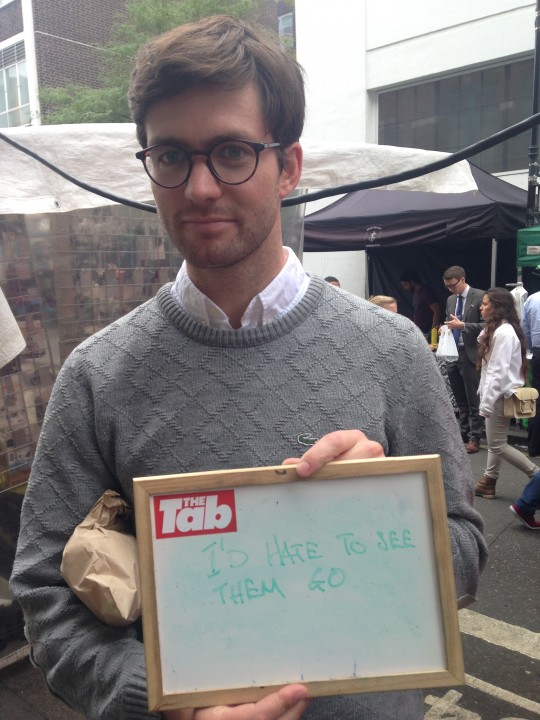 THE
Tab
I'D HATE TO SEE
THEM GO